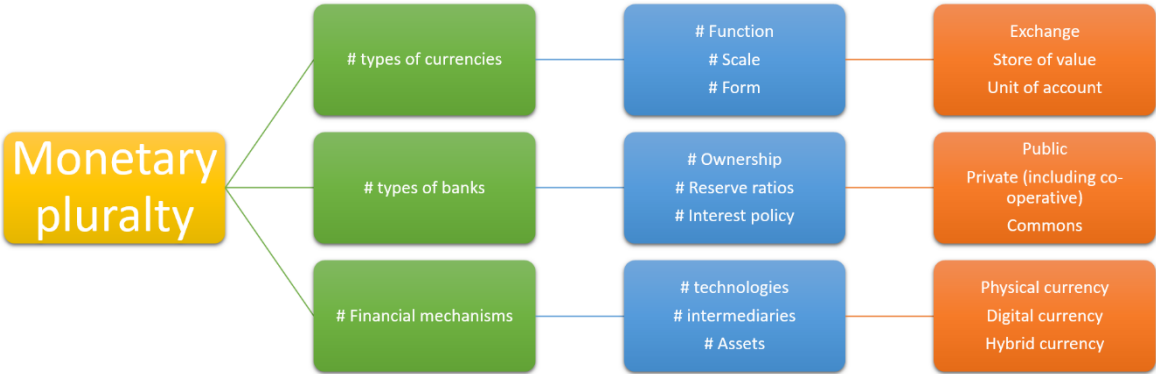 Monetary
pluralty
# types of currencies
# Function
# Scale
# Form
Exchange
Store of value
Unit of account
# types of banks
# Ownership
# Reserve ratios
# Interest policy
Public
Private (including co-
operative)
Commons
# Financial mechanisms
# technologies
# intermediaries
# Assets
Physical currency
Digital currency
Hybrid currency